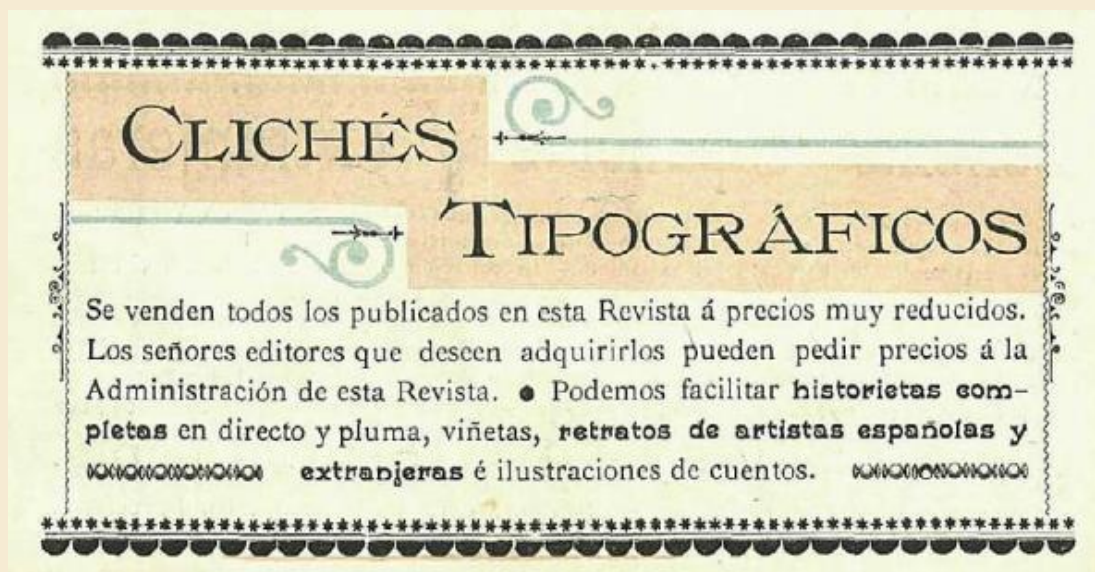 CLICHÉS
TIPOGRÁFICOS
Se venden todos los publicados en esta Revista á precios muy reducidos.
Los señores editores que deseen adquirirlos pueden pedir precios á la
Administración de esta Revista. ● Podemos facilitar historietas com-
pletas en directo y pluma, viñetas, retratos de artistas españolas y
extranjeras é ilustraciones de cuentos.